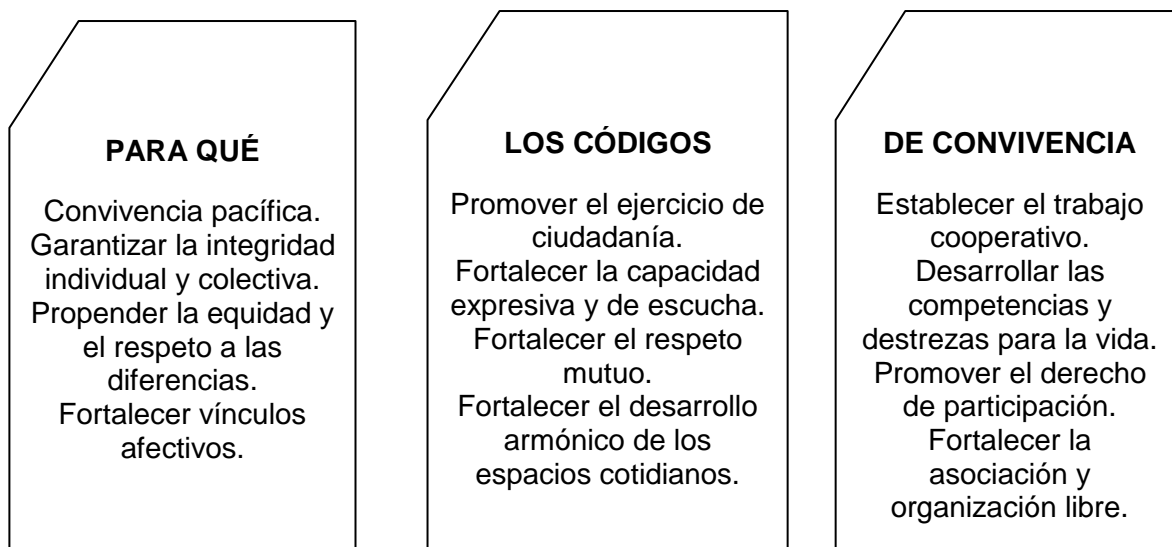 PARA QUÉ
Convivencia pacífica.
Garantizar la integridad
individual y colectiva.
Propender la equidad y
el respeto a las
diferencias.
Fortalecer vínculos
afectivos.
LOS CÓDIGOS
Promover el ejercicio de
ciudadanía.
Fortalecer la capacidad
expresiva y de escucha.
Fortalecer el respeto
mutuo.
Fortalecer el desarrollo
armónico de los
espacios cotidianos.
DE CONVIVENCIA
Establecer el trabajo
cooperativo.
Desarrollar las
competencias y
destrezas para la vida.
Promover el derecho
de participación.
Fortalecer la
asociación y
organización libre.